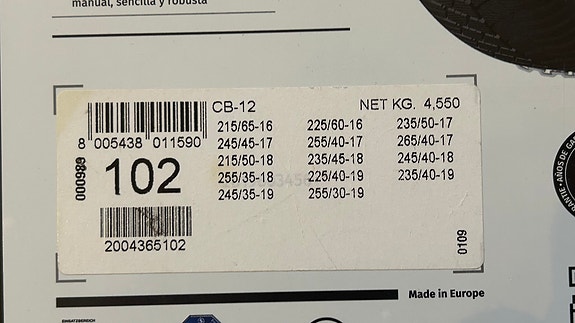 manual, sencilla y robusta
CB-12 NET KG. 4,550
215/65-16 225/60-16 235/50-17
245/45-17 255/40-17 265/40-17
215/50-18 235/45-18 245/40-18
255/35-18 225/40-19 235/40-19
245/35-19 255/30-19
8 005438 011590
000980
102
2004365102
0109
Made in Europe
EINSATZBEREICH